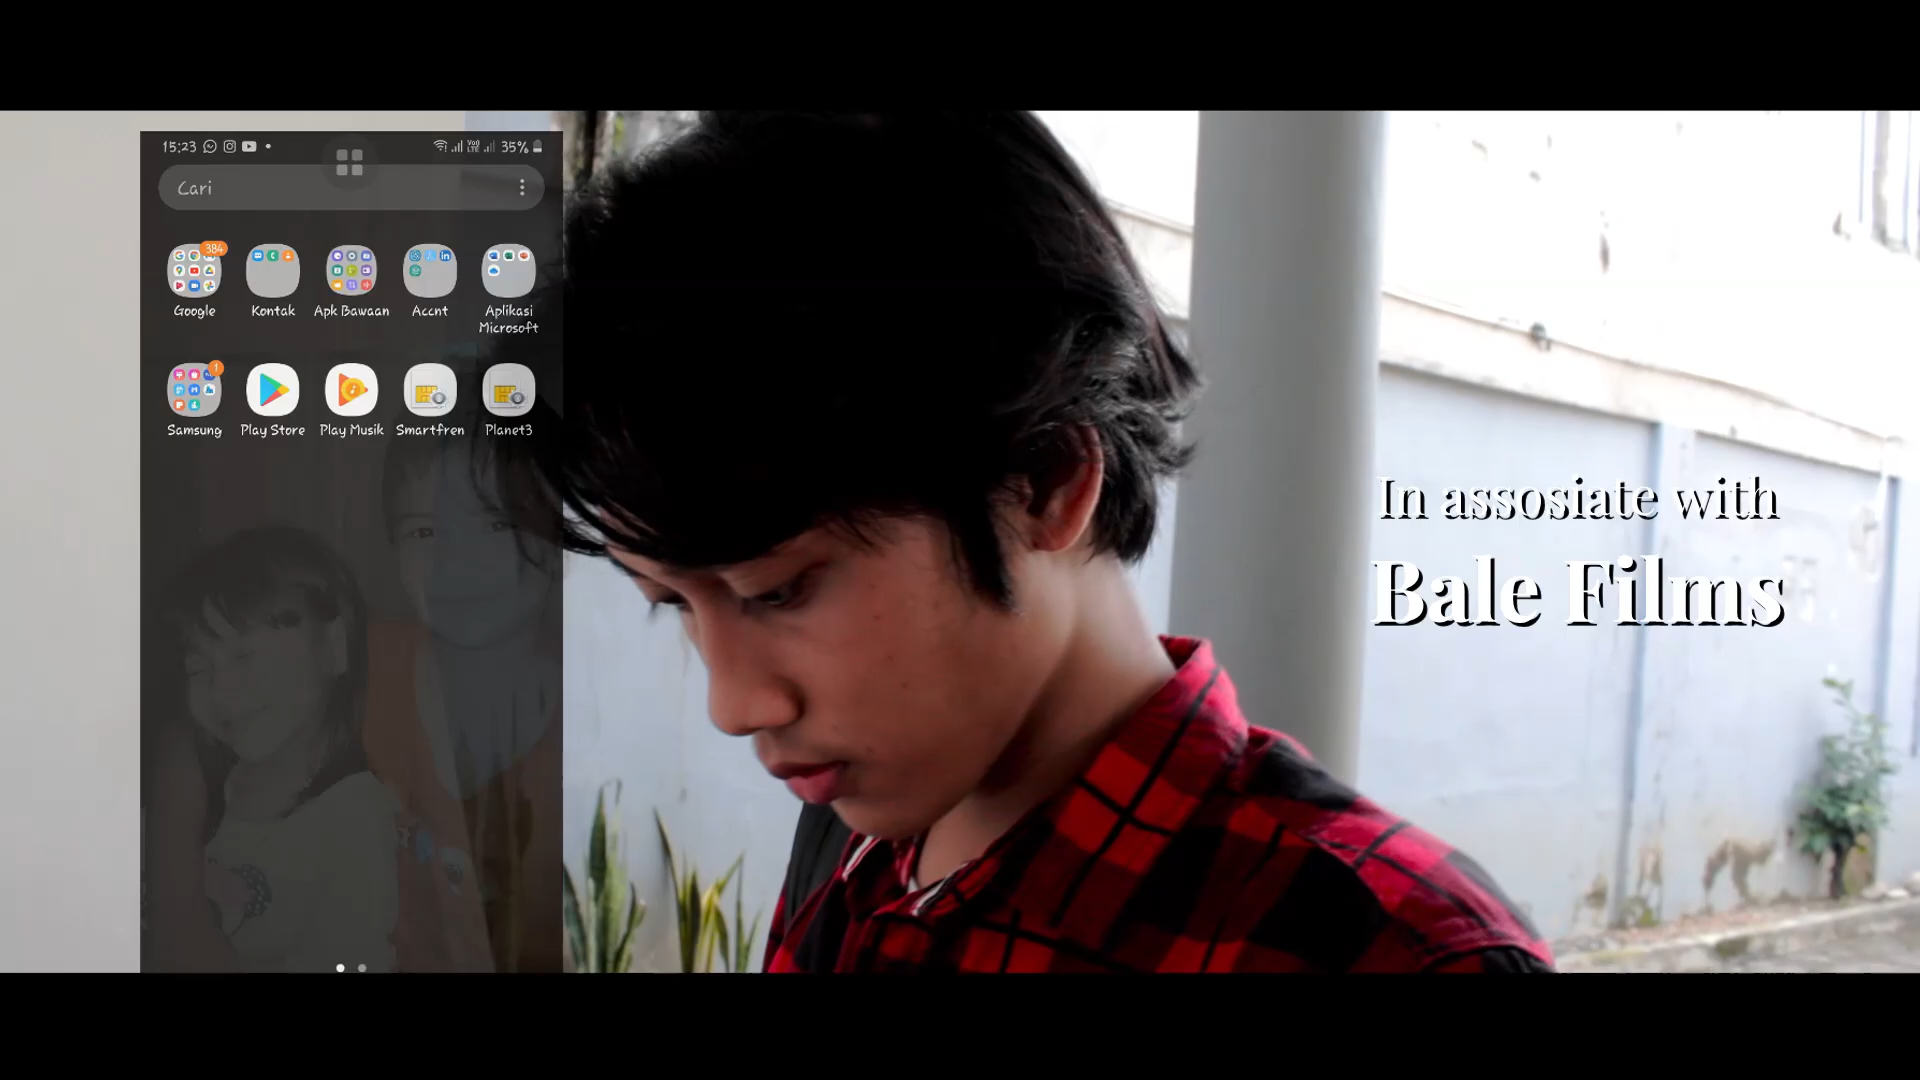 15:23 35%
Cari
384
Google Kontak Apk Bawaan Accnt Aplikasi
Microsoft
1
Samsung Play Store Play Musik Smartfren Planet3
In assosiate with
Bale Films